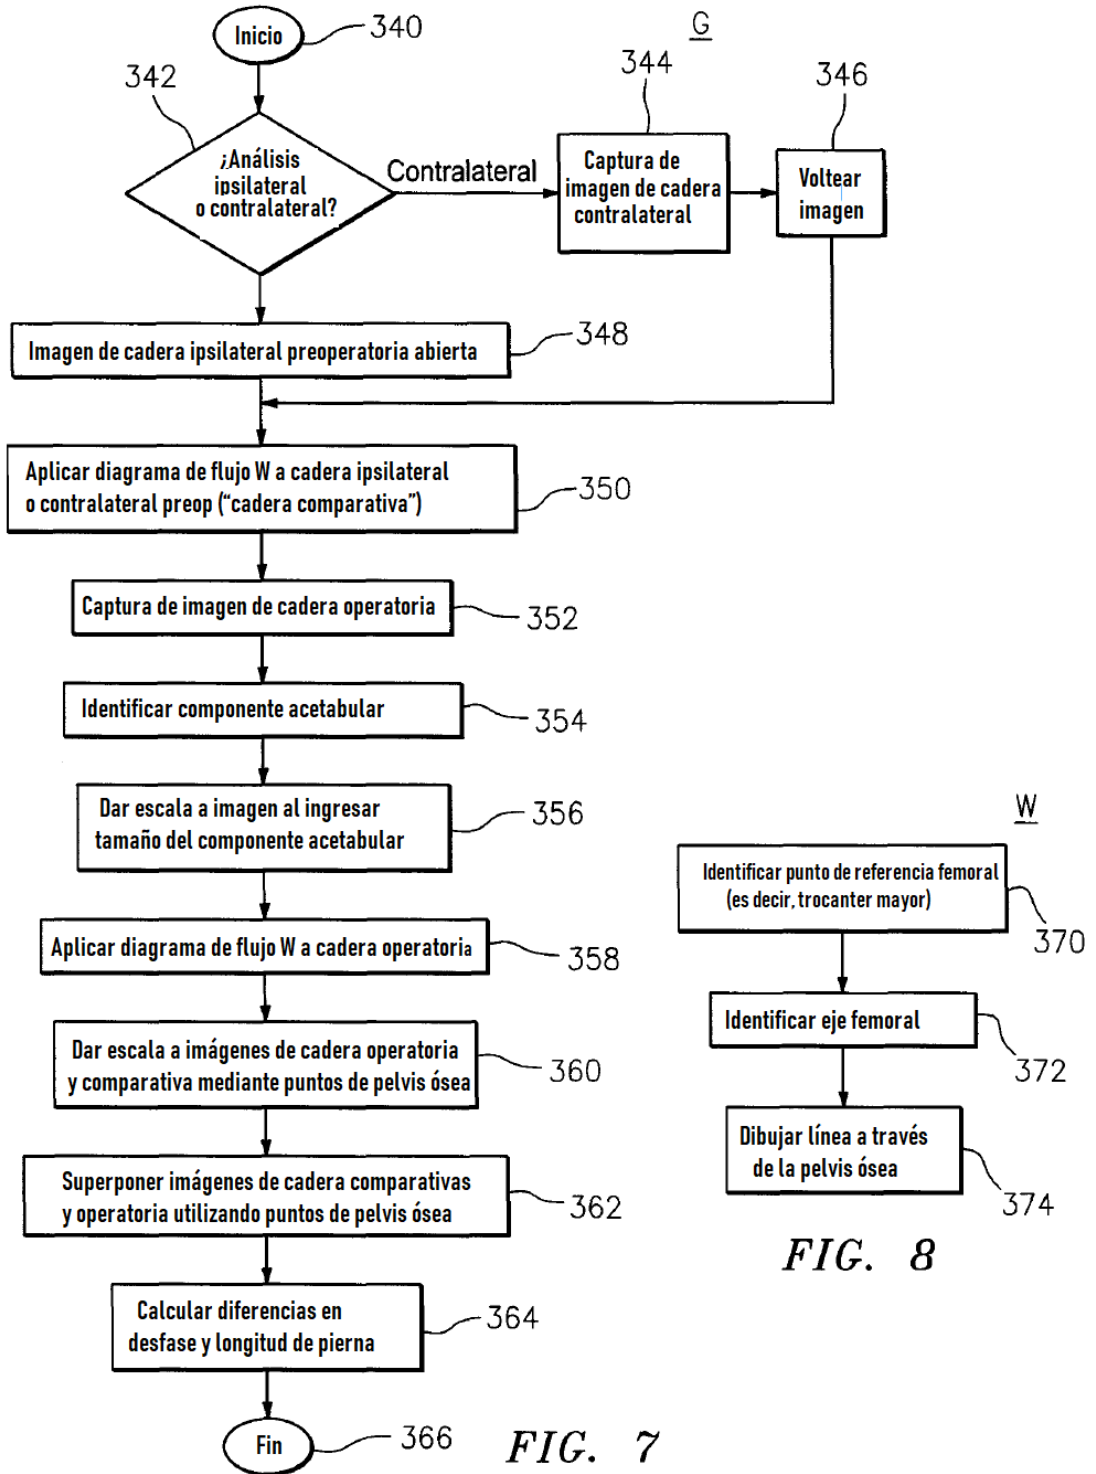 Inicio
340
G
342
344
346
¿Análisis
ipsilateral
o contralateral?
Contralateral
Captura de
imagen de cadera
contralateral
Voltear
imagen
348
Imagen de cadera ipsilateral preoperatoria abierta
Aplicar diagrama de flujo W a cadera ipsilateral
o contralateral preop (“cadera comparativa”)
350
Captura de imagen de cadera operatoria
352
Identificar componente acetabular
354
Dar escala a imagen al ingresar
tamaño del componente acetabular
356
Aplicar diagrama de flujo W a cadera operatoria
358
Dar escala a imágenes de cadera operatoria
y comparativa mediante puntos de pelvis ósea
360
Superponer imágenes de cadera comparativas
y operatoria utilizando puntos de pelvis ósea
362
Calcular diferencias en
desfase y longitud de pierna
364
Fin
366
FIG. 7
W
Identificar punto de referencia femoral
(es decir, trocanter mayor)
370
Identificar eje femoral
372
Dibujar línea a través
de la pelvis ósea
374
FIG. 8